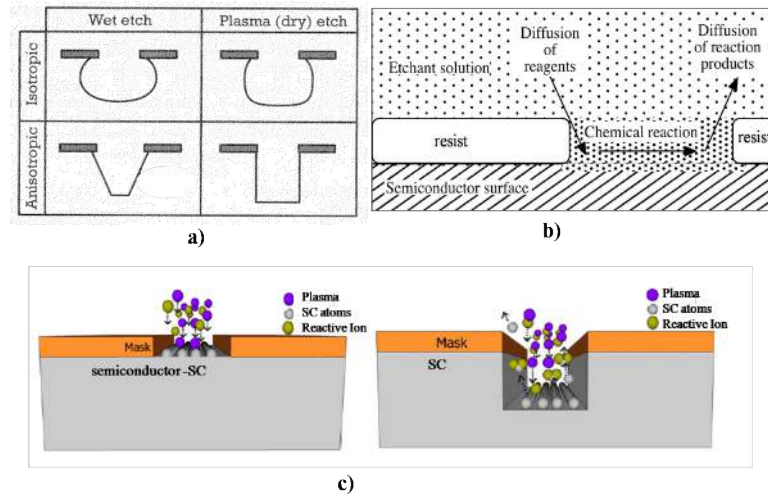 Wet etch
Plasma (dry) etch
Isotropic
Anisotropic
a)
Diffusion of reagents
Diffusion of reaction products
Etchant solution
resist
Chemical reaction
resist
Semiconductor surface
b)
Plasma
SC atoms
Reactive Ion
Mask
semiconductor -SC
Plasma
SC atoms
Reactive Ion
Mask
SC
c)